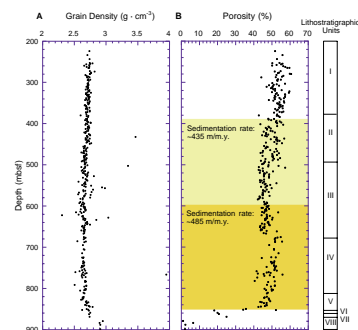 A Grain Density (g · cm⁻³)
B Porosity (%)
Lithostratigraphic
Units
2 2.5 3 3.5 4
0 10 20 30 40 50 60 70
200
300
400
500
600
700
800
900
Depth (mbsf)
Sedimentation rate:
~435 m/m.y.
Sedimentation rate:
~485 m/m.y.
I
II
III
IV
V
VI
VII
VIII